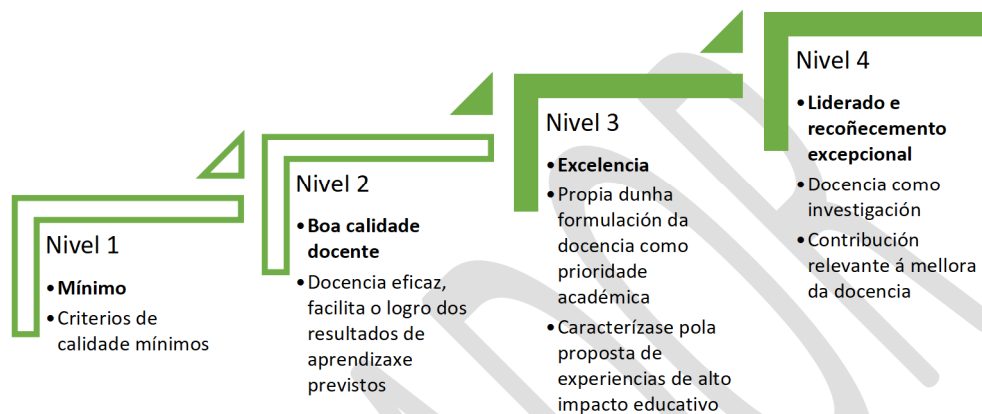 Nivel 1
•Mínimo
•Criterios de
calidade mínimos
Nivel 2
•Boa calidade
docente
•Docencia eficaz,
facilita o logro dos
resultados de
aprendizaxe
previstos
Nivel 3
•Excelencia
•Propia dunha
formulación da
docencia como
prioridade
académica
•Caracterízase pola
proposta de
experiencias de alto
impacto educativo
Nivel 4
•Liderado e
recoñecemento
excepcional
•Docencia como
investigación
•Contribución
relevante á mellora
da docencia